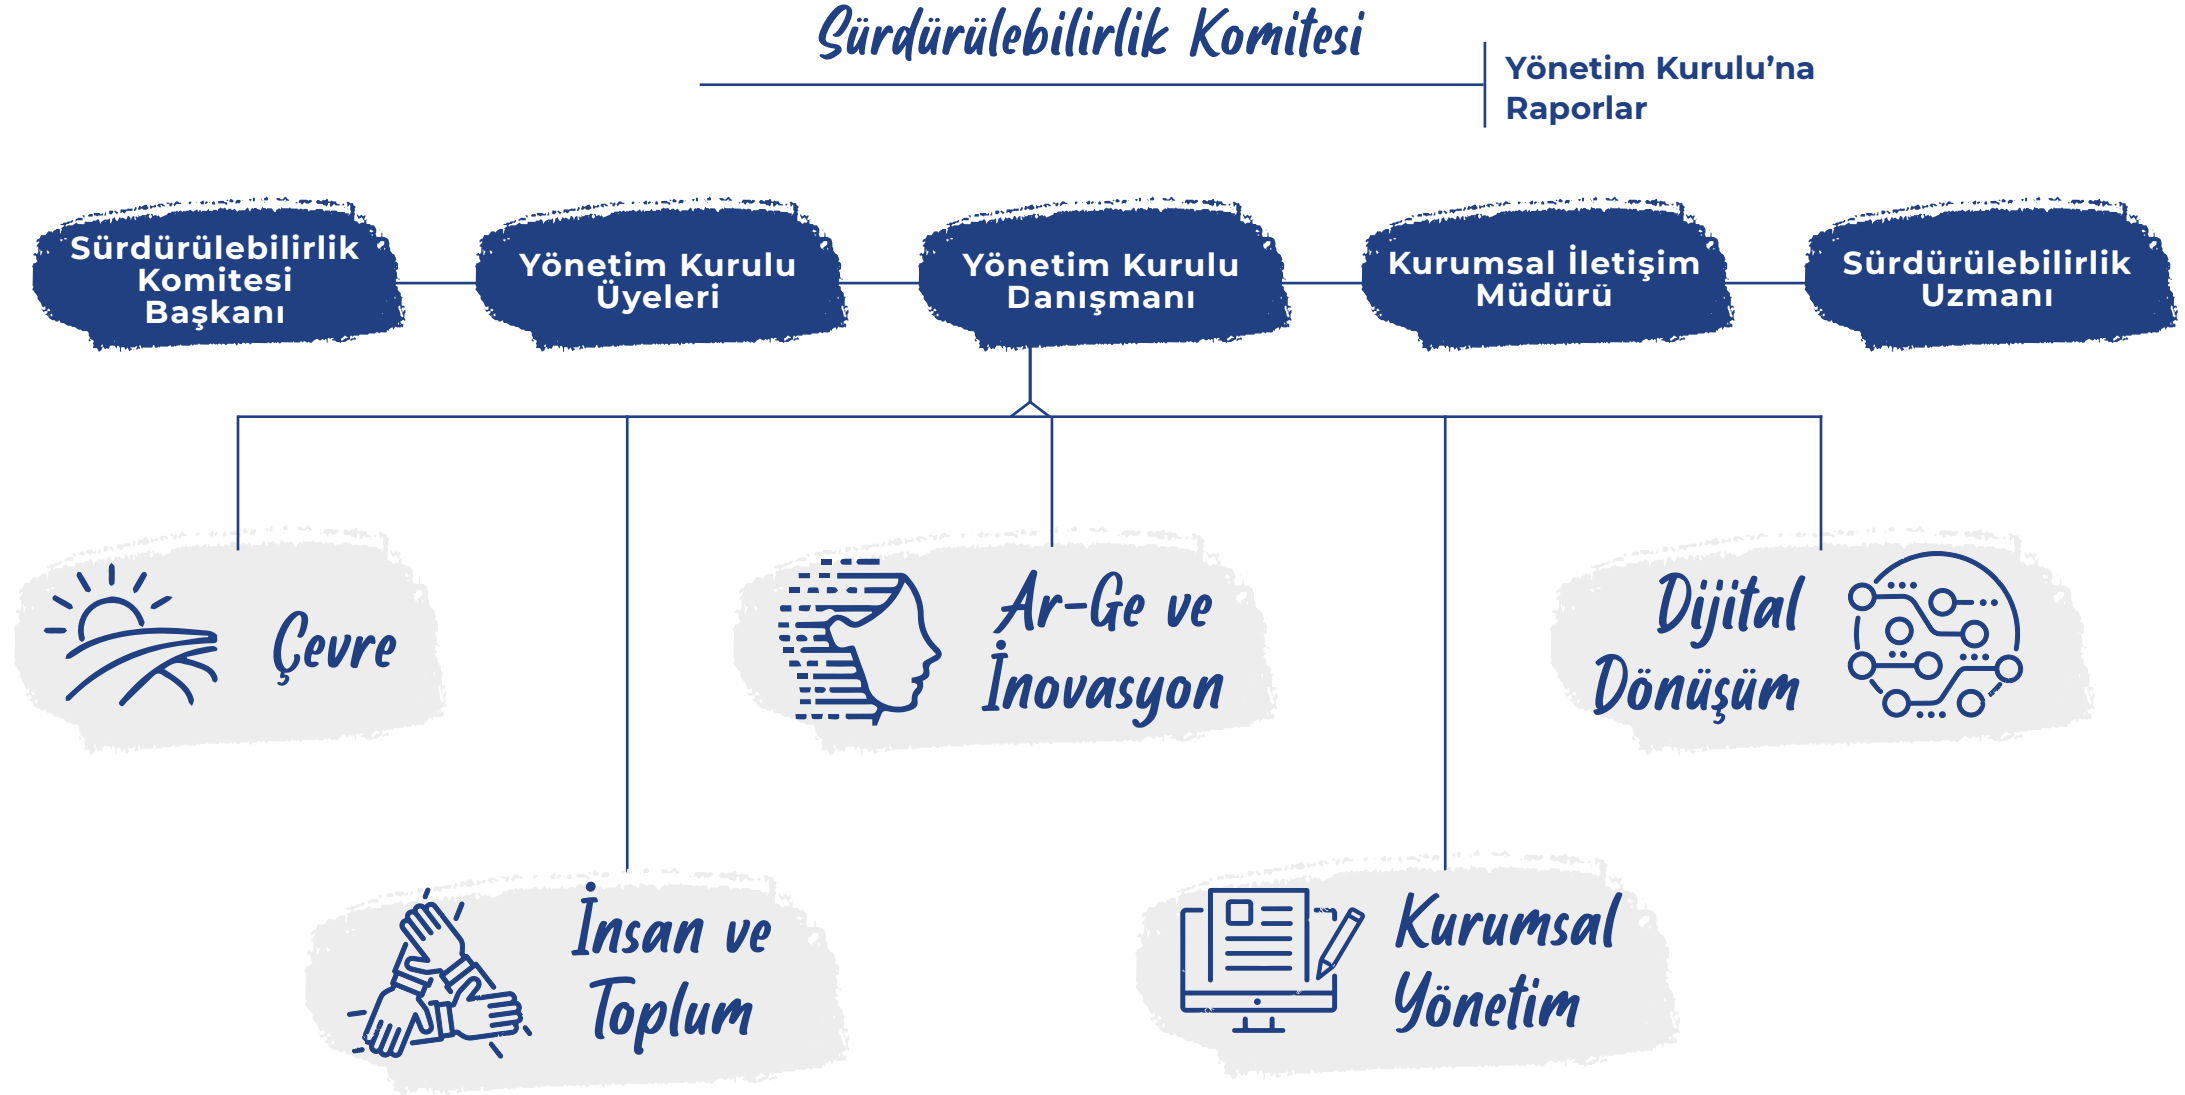 Sürdürülebilirlik Komitesi
Yönetim Kurulu’na
Raporlar
Sürdürülebilirlik
Komitesi
Başkanı
Yönetim Kurulu
Üyeleri
Yönetim Kurulu
Danışmanı
Kurumsal İletişim
Müdürü
Sürdürülebilirlik
Uzmanı
Çevre
Ar-Ge ve
İnovasyon
Dijital
Dönüşüm
İnsan ve
Toplum
Kurumsal
Yönetim